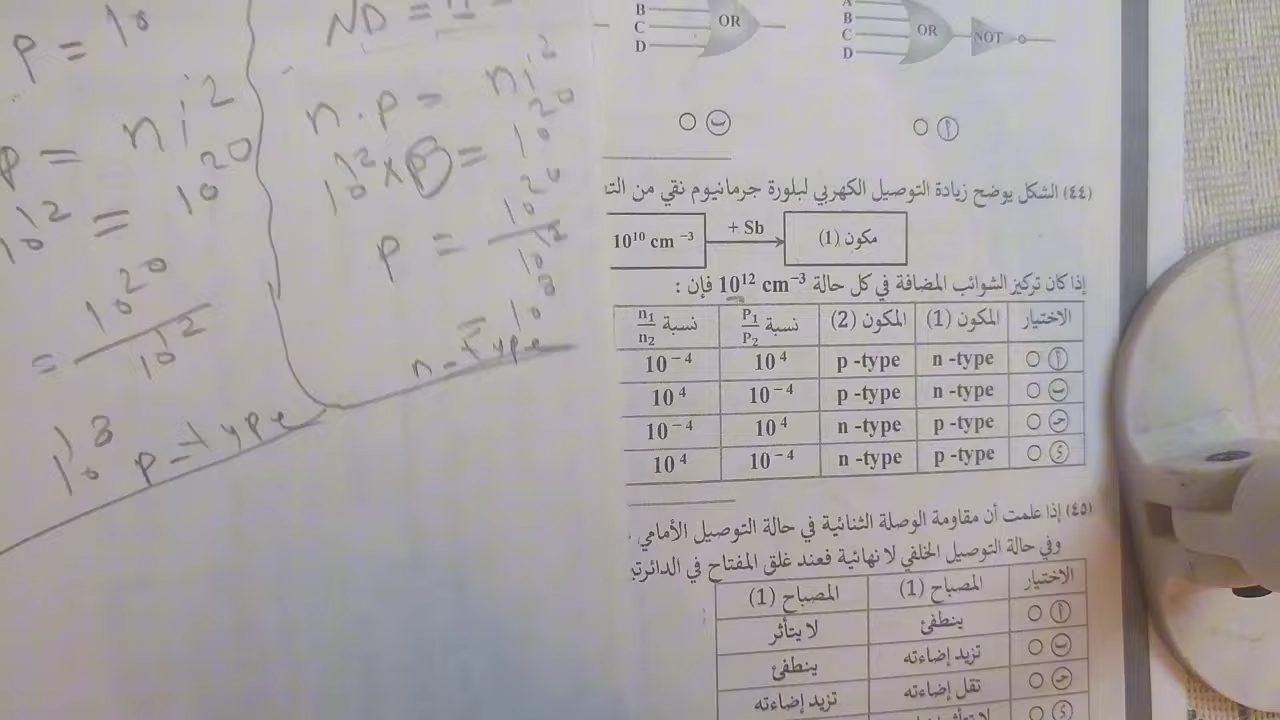 p = 10
p = ni²
10¹² = 10²⁰
= 10²⁰ / 10¹²
10⁸ p-type
ND =
n . p = ni²
10¹² × p = 10²⁰
p = 10²⁰ / 10¹²
= 10⁸
n-type
B
C
D
OR
A
B
C
D
OR
NOT
أ
ب
(٤٤) الشكل يوضح زيادة التوصيل الكهربي لبلورة جرمانيوم نقي من
10¹⁰ cm ⁻³
+ Sb
مكون (1)
إذا كان تركيز الشوائب المضافة في كل حالة 10¹² cm⁻³ فإن :
الاختيار المكون (1) المكون (2) نسبة P₁/P₂ نسبة n₁/n₂
أ n -type p -type 10⁴ 10⁻⁴
ب n -type p -type 10⁻⁴ 10⁴
جـ p -type n -type 10⁴ 10⁻⁴
د p -type n -type 10⁻⁴ 10⁴
(٤٥) إذا علمت أن مقاومة الوصلة الثنائية في حالة التوصيل الأمامي
وفي حالة التوصيل الخلفي لا نهائية فعند غلق المفتاح في
الاختيار المصباح (1) المصباح (1)
أ ينطفئ لا يتأثر
ب تزيد إضاءته ينطفئ
جـ تقل إضاءته تزيد إضاءته
د